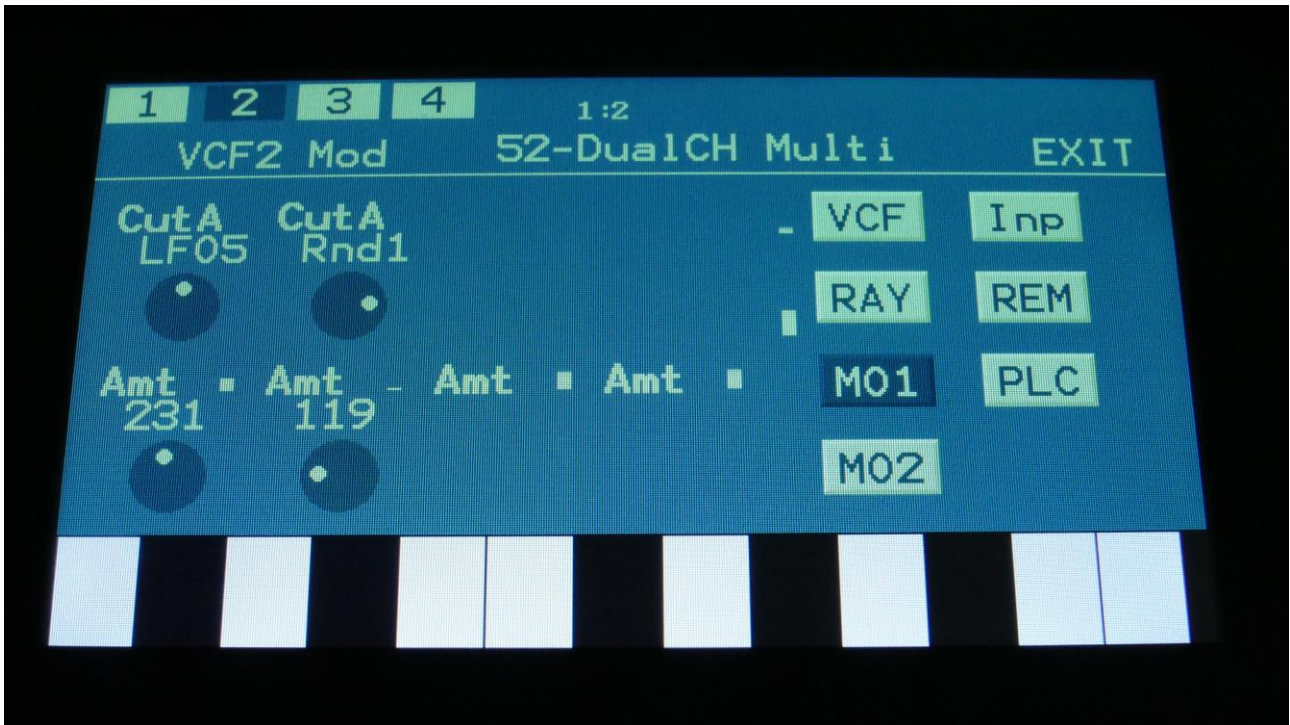 1 2 3 4 1:2
VCF2 Mod 52-DualCH Multi EXIT
CutA CutA VCF Inp
LFO5 Rnd1
RAY REM
Amt Amt Amt Amt MO1 PLC
231 119
MO2